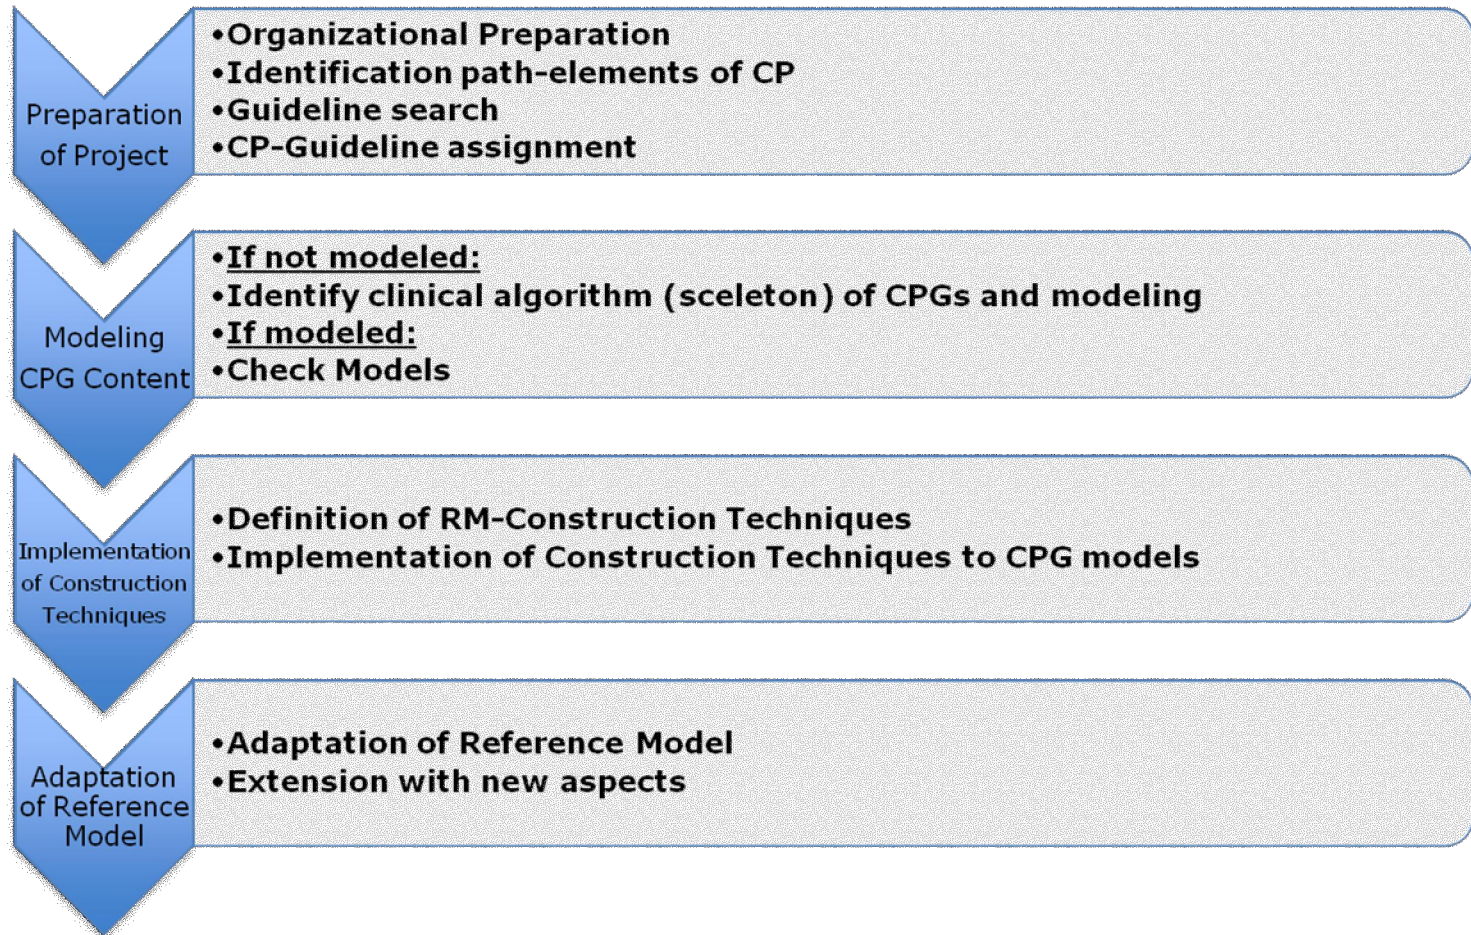 Preparation
of Project
•Organizational Preparation
•Identification path-elements of CP
•Guideline search
•CP-Guideline assignment
Modeling
CPG Content
•If not modeled:
•Identify clinical algorithm (sceleton) of CPGs and modeling
•If modeled:
•Check Models
Implementation
of Construction
Techniques
•Definition of RM-Construction Techniques
•Implementation of Construction Techniques to CPG models
Adaptation
of Reference
Model
•Adaptation of Reference Model
•Extension with new aspects